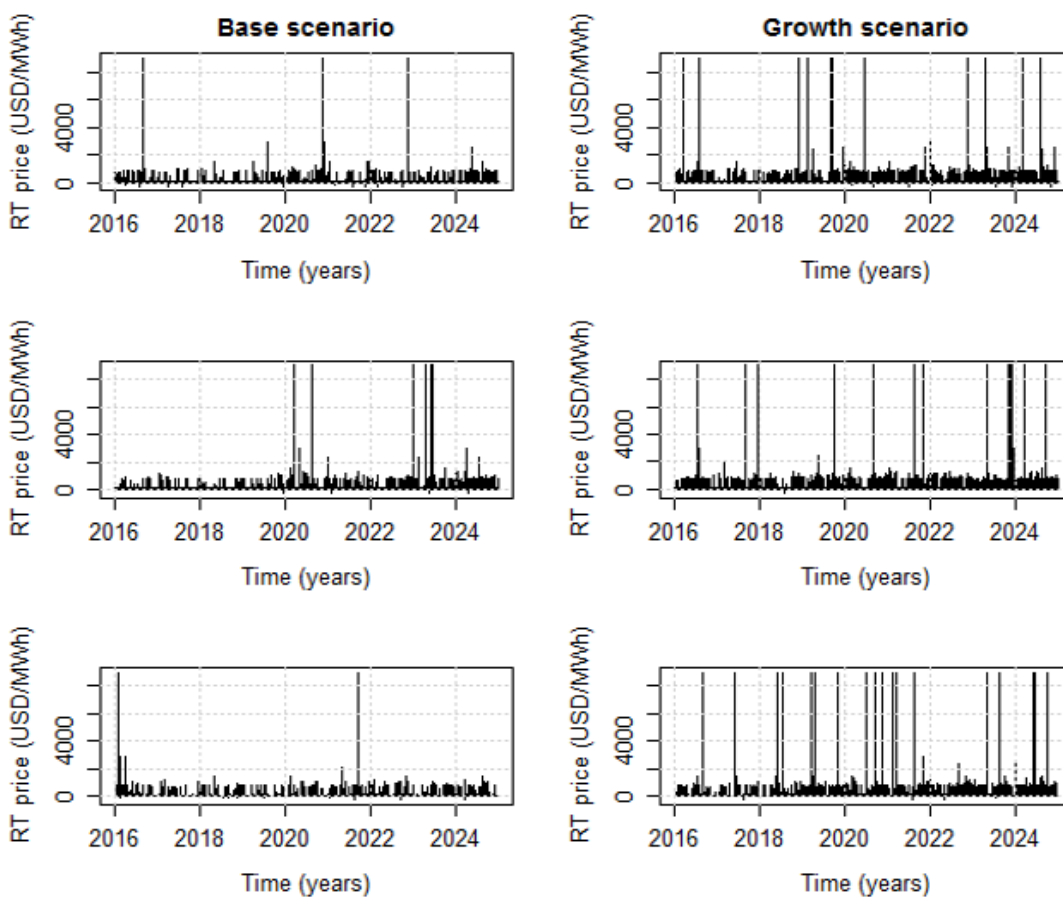 Base scenario
Growth scenario
RT price (USD/MWh)
4000
0
2016 2018 2020 2022 2024
Time (years)
RT price (USD/MWh)
4000
0
2016 2018 2020 2022 2024
Time (years)
RT price (USD/MWh)
4000
0
2016 2018 2020 2022 2024
Time (years)
RT price (USD/MWh)
4000
0
2016 2018 2020 2022 2024
Time (years)
RT price (USD/MWh)
4000
0
2016 2018 2020 2022 2024
Time (years)
RT price (USD/MWh)
4000
0
2016 2018 2020 2022 2024
Time (years)